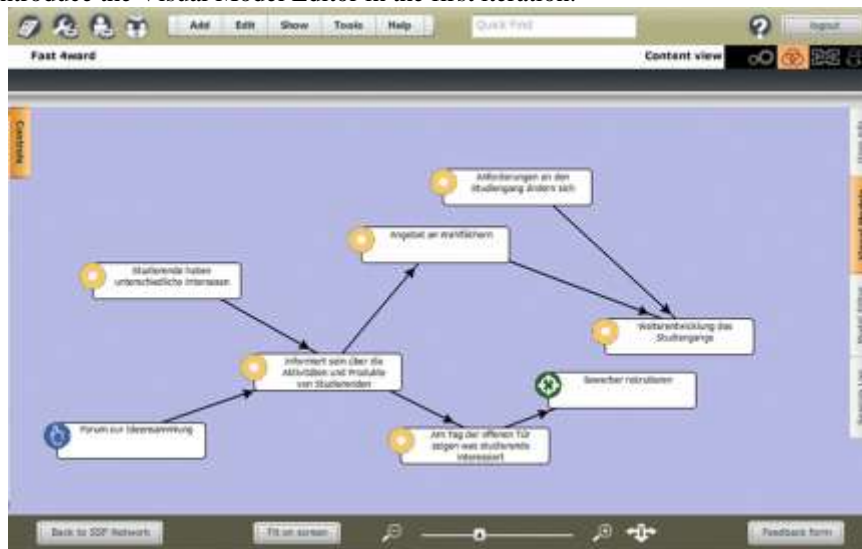 introduce the Visual Model Editor in the first iteration.
Add Edit Show Tools Help Quick Find logout
Fast 4ward Content view
Controls
Anforderungen an den
Studiengang ändern sich
Angebot an Wahlfächern
Studierende haben
unterschiedliche Interessen
Weiterentwicklung des
Studiengangs
Informiert sein über die
Aktivitäten und Produkte
von Studierenden
Bewerber rekrutieren
Forum zur Ideensammlung
Am Tag der offenen Tür
zeigen was studierende
interessiert
Back to SSP Network Fit on screen Feedback form